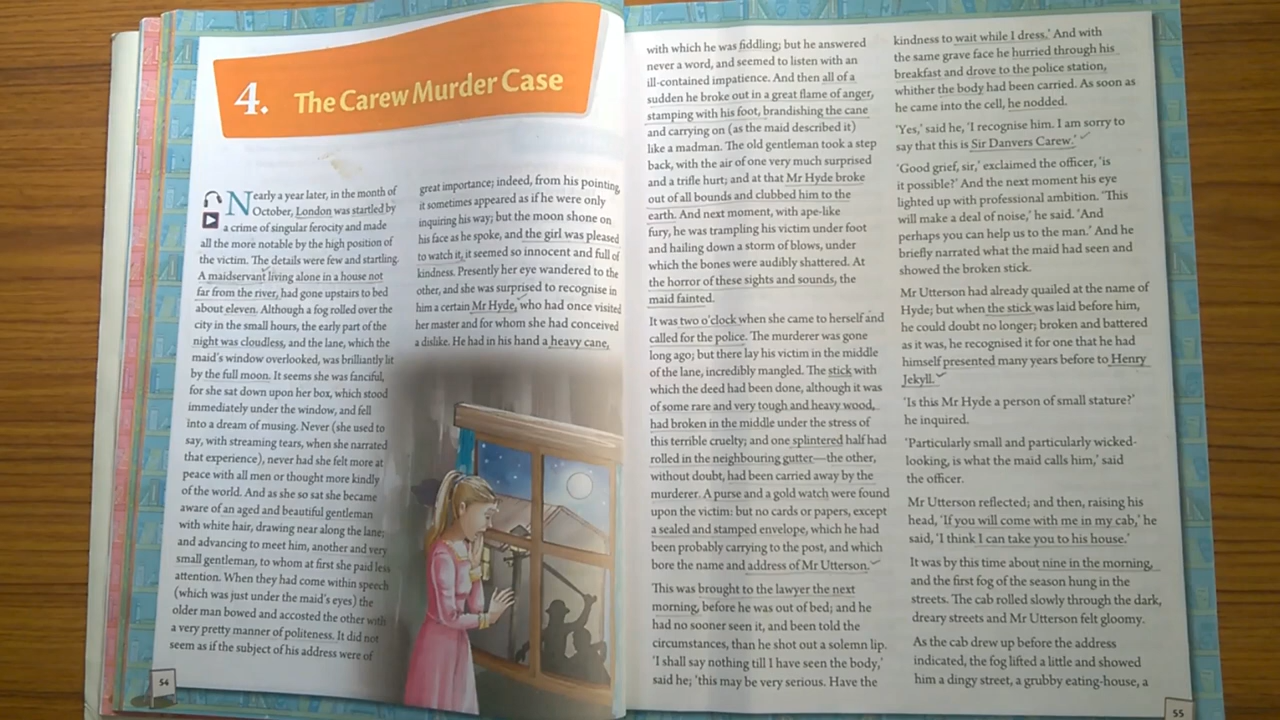 4. The Carew Murder Case
Nearly a year later, in the month of
October, London was startled by
a crime of singular ferocity and made
all the more notable by the high position of
the victim. The details were few and startling.
A maidservant living alone in a house not
far from the river, had gone upstairs to bed
about eleven. Although a fog rolled over the
city in the small hours, the early part of the
night was cloudless, and the lane, which the
maid's window overlooked, was brilliantly lit
by the full moon. It seems she was fanciful,
for she sat down upon her box, which stood
immediately under the window, and fell
into a dream of musing. Never (she used to
say, with streaming tears, when she narrated
that experience), never had she felt more at
peace with all men or thought more kindly
of the world. And as she so sat she became
aware of an aged and beautiful gentleman
with white hair, drawing near along the lane;
and advancing to meet him, another and very
small gentleman, to whom at first she paid less
attention. When they had come within speech
(which was just under the maid's eyes) the
older man bowed and accosted the other with
a very pretty manner of politeness. It did not
seem as if the subject of his address were of
great importance; indeed, from his pointing,
it sometimes appeared as if he were only
inquiring his way; but the moon shone on
his face as he spoke, and the girl was pleased
to watch it, it seemed so innocent and full of
kindness. Presently her eye wandered to the
other, and she was surprised to recognise in
him a certain Mr Hyde, who had once visited
her master and for whom she had conceived
a dislike. He had in his hand a heavy cane,
54
with which he was fiddling; but he answered
never a word, and seemed to listen with an
ill-contained impatience. And then all of a
sudden he broke out in a great flame of anger,
stamping with his foot, brandishing the cane
and carrying on (as the maid described it)
like a madman. The old gentleman took a step
back, with the air of one very much surprised
and a trifle hurt; and at that Mr Hyde broke
out of all bounds and clubbed him to the
earth. And next moment, with ape-like
fury, he was trampling his victim under foot
and hailing down a storm of blows, under
which the bones were audibly shattered. At
the horror of these sights and sounds, the
maid fainted.
It was two o'clock when she came to herself and
called for the police. The murderer was gone
long ago; but there lay his victim in the middle
of the lane, incredibly mangled. The stick with
which the deed had been done, although it was
of some rare and very tough and heavy wood,
had broken in the middle under the stress of
this terrible cruelty; and one splintered half had
rolled in the neighbouring gutter—the other,
without doubt, had been carried away by the
murderer. A purse and a gold watch were found
upon the victim: but no cards or papers, except
a sealed and stamped envelope, which he had
been probably carrying to the post, and which
bore the name and address of Mr Utterson.
This was brought to the lawyer the next
morning, before he was out of bed; and he
had no sooner seen it, and been told the
circumstances, than he shot out a solemn lip.
'I shall say nothing till I have seen the body,'
said he; 'this may be very serious. Have the
kindness to wait while I dress.' And with
the same grave face he hurried through his
breakfast and drove to the police station,
whither the body had been carried. As soon as
he came into the cell, he nodded.
'Yes,' said he, 'I recognise him. I am sorry to
say that this is Sir Danvers Carew.'
'Good grief, sir,' exclaimed the officer, 'is
it possible?' And the next moment his eye
lighted up with professional ambition. 'This
will make a deal of noise,' he said. 'And
perhaps you can help us to the man.' And he
briefly narrated what the maid had seen and
showed the broken stick.
Mr Utterson had already quailed at the name of
Hyde; but when the stick was laid before him,
he could doubt no longer; broken and battered
as it was, he recognised it for one that he had
himself presented many years before to Henry
Jekyll.
'Is this Mr Hyde a person of small stature?'
he inquired.
'Particularly small and particularly wicked-
looking, is what the maid calls him,' said
the officer.
Mr Utterson reflected; and then, raising his
head, 'If you will come with me in my cab,' he
said, 'I think I can take you to his house.'
It was by this time about nine in the morning,
and the first fog of the season hung in the
streets. The cab rolled slowly through the dark,
dreary streets and Mr Utterson felt gloomy.
As the cab drew up before the address
indicated, the fog lifted a little and showed
him a dingy street, a grubby eating-house, a
55